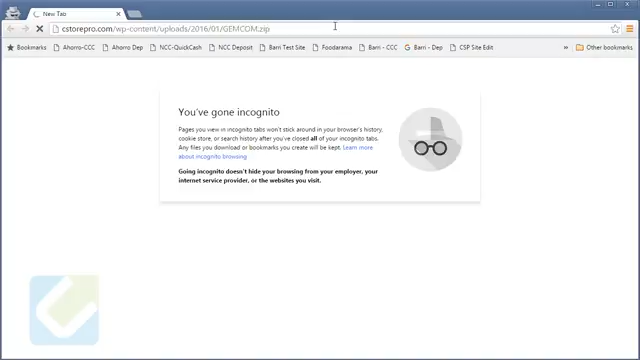 New Tab
cstorepro.com/wp-content/uploads/2016/01/GEMCOM.zip
Bookmarks Ahorro-CCC Ahorro Dep NCC-QuickCash NCC Deposit Barri Test Site Foodarama Barri - CCC Barri - Dep CSP Site Edit » Other bookmarks
You've gone incognito
Pages you view in incognito tabs won't stick around in your browser's history,
cookie store, or search history after you've closed all of your incognito tabs.
Any files you download or bookmarks you create will be kept. Learn more
about incognito browsing
Going incognito doesn't hide your browsing from your employer, your
internet service provider, or the websites you visit.